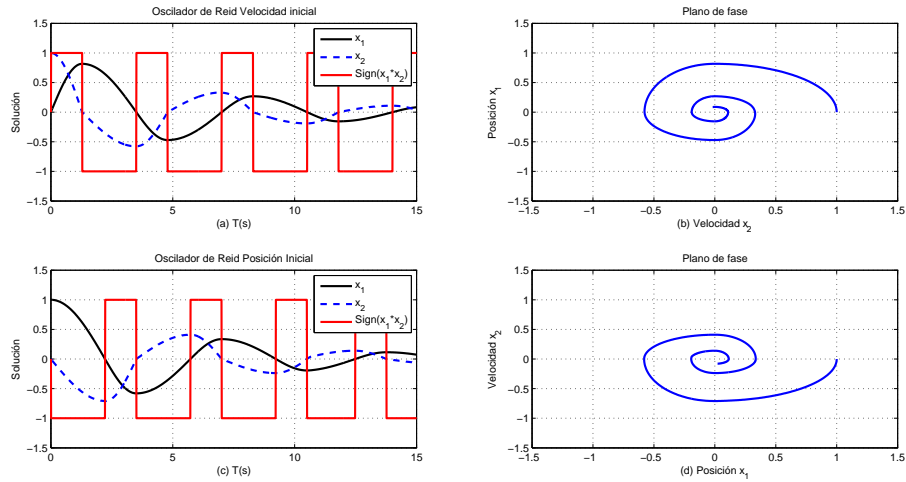 Oscilador de Reid Velocidad inicial
1.5
1
0.5
0
−0.5
−1
−1.5
Solución
x1
x2
Sign(x1*x2)
0
5
10
15
(a) T(s)
Plano de fase
1.5
1
0.5
0
−0.5
−1
−1.5
Posición x1
−1.5
−1
−0.5
0
0.5
1
1.5
(b) Velocidad x2
Oscilador de Reid Posición Inicial
1.5
1
0.5
0
−0.5
−1
−1.5
Solución
x1
x2
Sign(x1*x2)
0
5
10
15
(c) T(s)
Plano de fase
1.5
1
0.5
0
−0.5
−1
−1.5
Velocidad x2
−1.5
−1
−0.5
0
0.5
1
1.5
(d) Posición x1